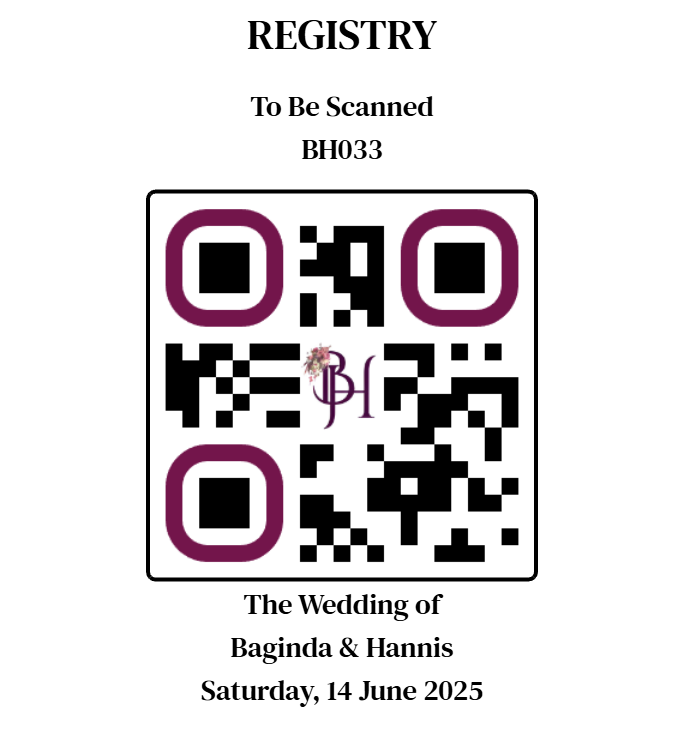 REGISTRY
To Be Scanned
BH033
BH
The Wedding of
Baginda & Hannis
Saturday, 14 June 2025